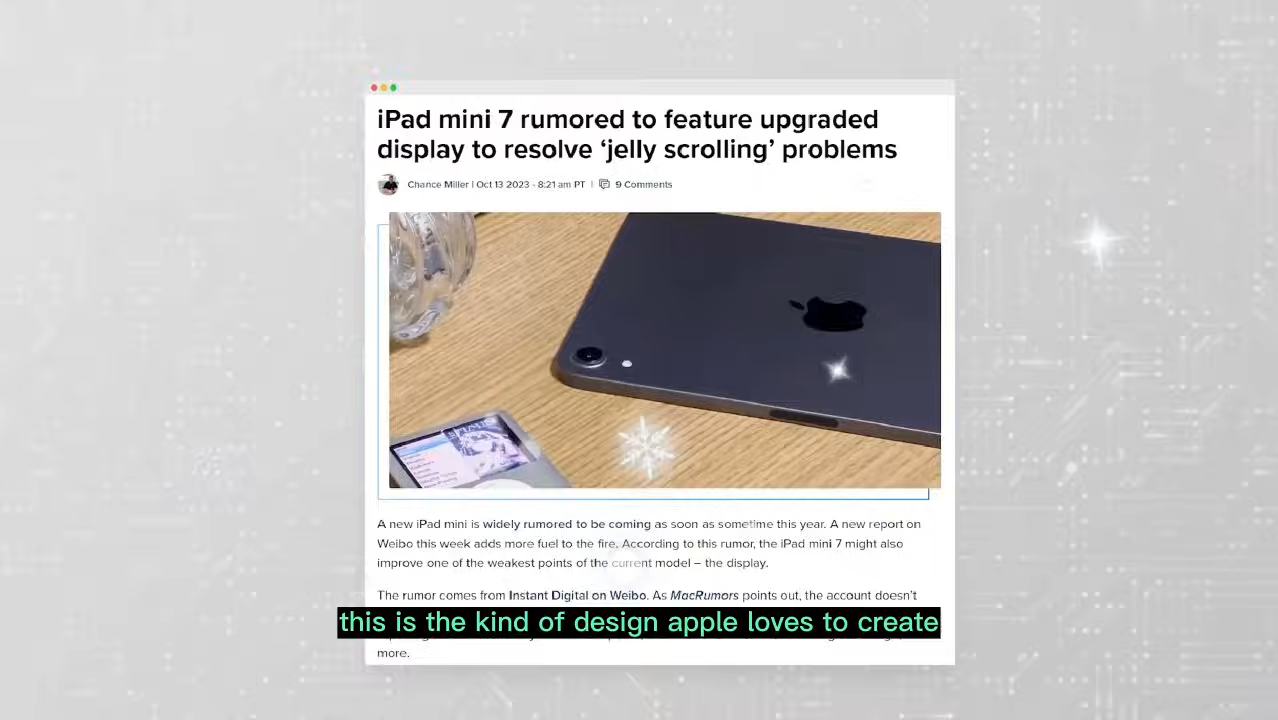 iPad mini 7 rumored to feature upgraded
display to resolve ‘jelly scrolling’ problems
Chance Miller | Oct 13 2023 - 8:21 am PT | 9 Comments
A new iPad mini is widely rumored to be coming as soon as sometime this year. A new report on
Weibo this week adds more fuel to the fire. According to this rumor, the iPad mini 7 might also
improve one of the weakest points of the current model – the display.
The rumor comes from Instant Digital on Weibo. As MacRumors points out, the account doesn’t
this is the kind of design apple loves to create
more.